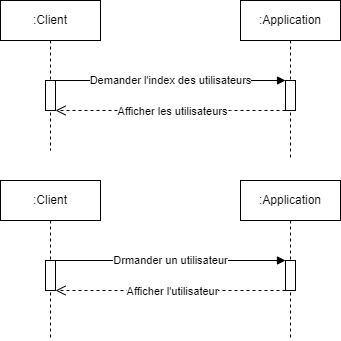 :Client
:Application
Demander l'index des utilisateurs
Afficher les utilisateurs
:Client
:Application
Drmander un utilisateur
Afficher l'utilisateur